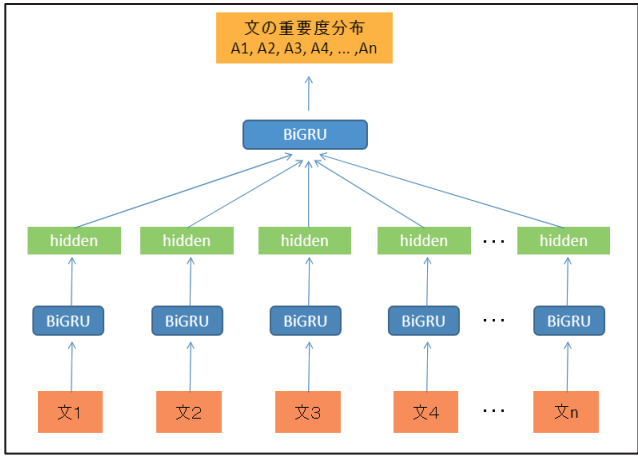 文の重要度分布
A1, A2, A3, A4, ... ,An
BiGRU
hidden hidden hidden hidden ... hidden
BiGRU BiGRU BiGRU BiGRU ... BiGRU
文1 文2 文3 文4 ... 文n